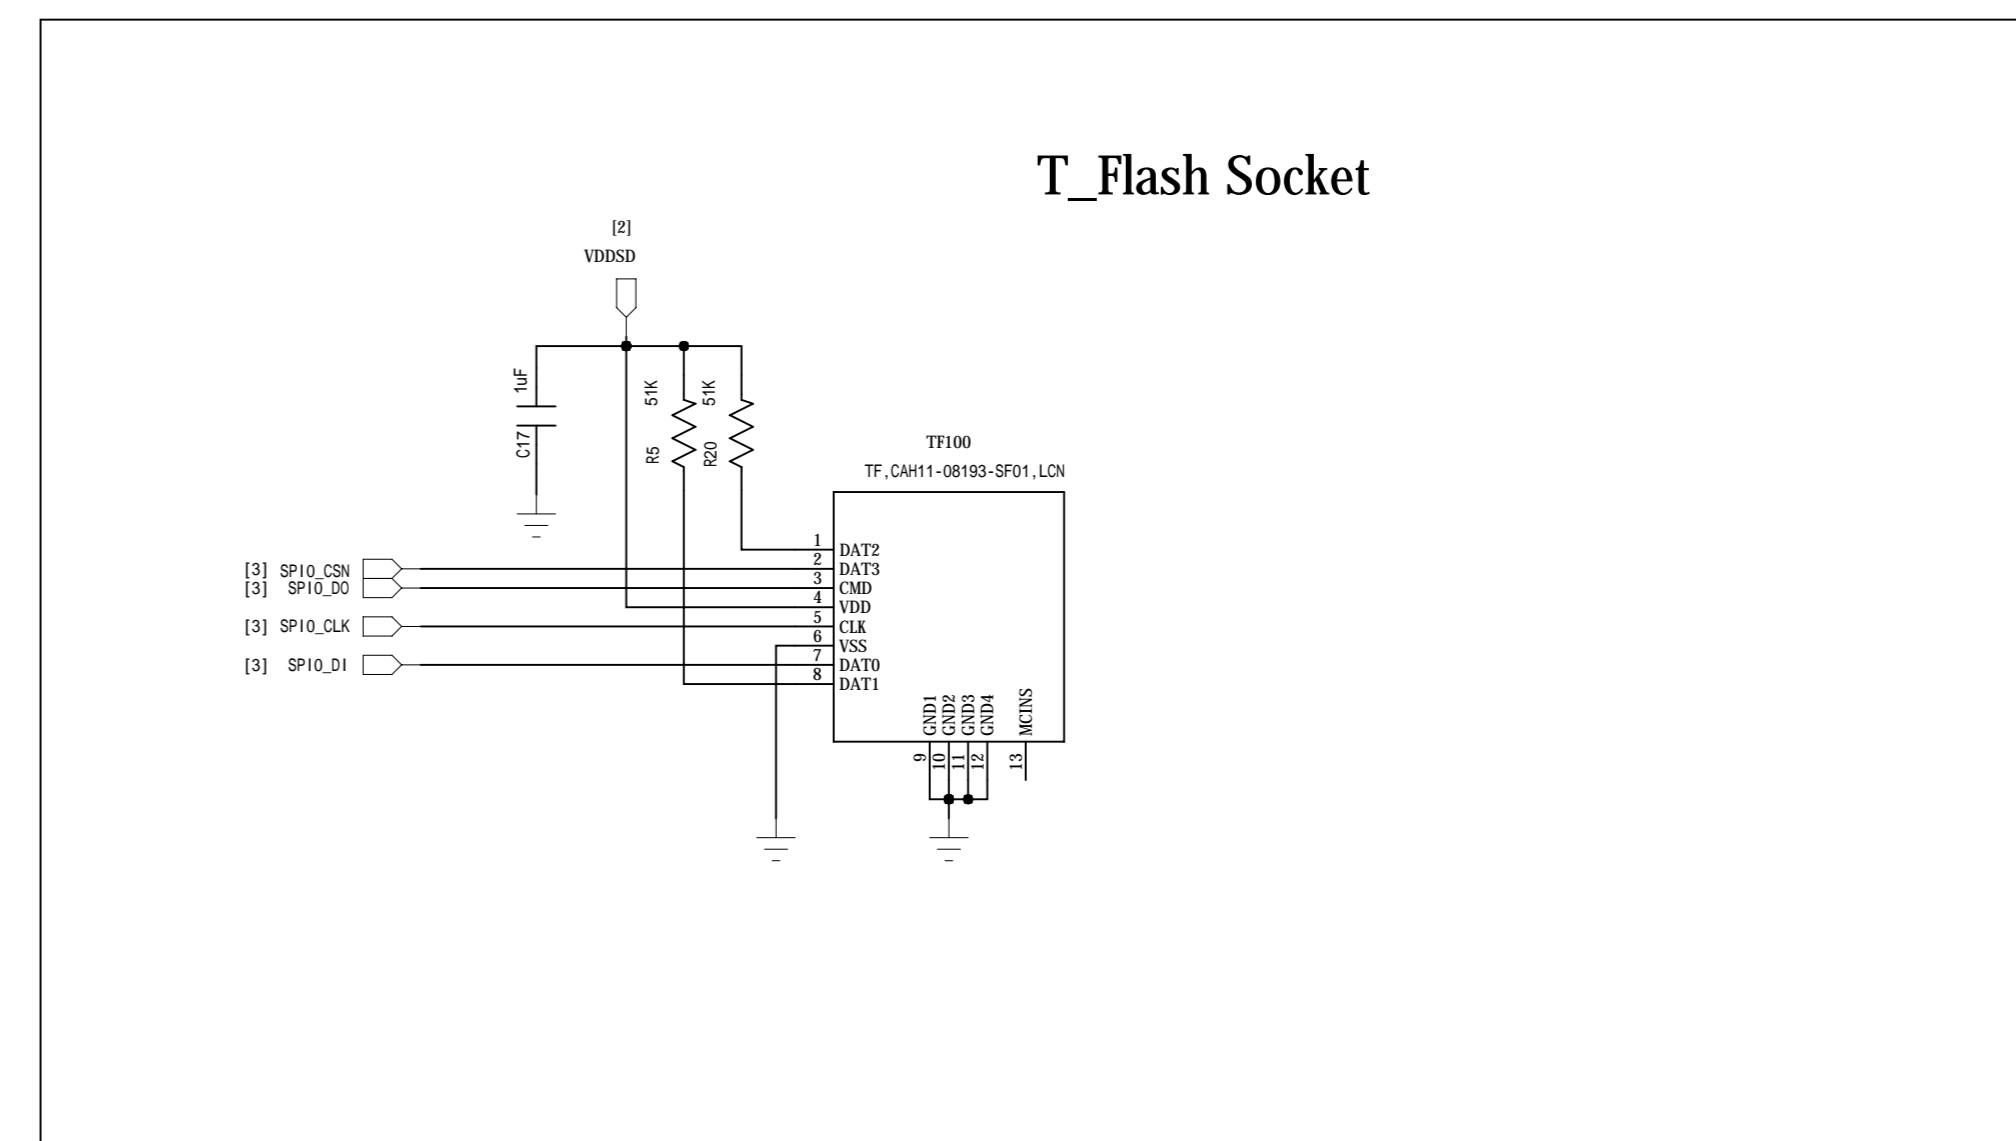 T_Flash Socket
[2]
VDDSD
1uF
C17
51K
R5
51K
R20
TF100
TF,CAH11-08193-SF01,LCN
[3] SPI0_CSN
[3] SPI0_DO
[3] SPI0_CLK
[3] SPI0_DI
1 DAT2
2 DAT3
3 CMD
4 VDD
5 CLK
6 VSS
7 DAT0
8 DAT1
GND1
GND2
GND3
GND4
MCINS
9
10
11
12
13